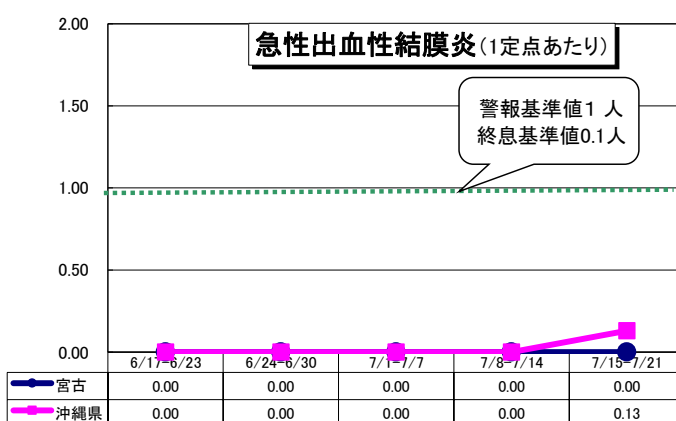 急性出血性結膜炎(1定点あたり)
警報基準値1 人
終息基準値0.1人
2.00
1.50
1.00
0.50
0.00
6/17-6/23 6/24-6/30 7/1-7/7 7/8-7/14 7/15-7/21
宮古 0.00 0.00 0.00 0.00 0.00
沖縄県 0.00 0.00 0.00 0.00 0.13